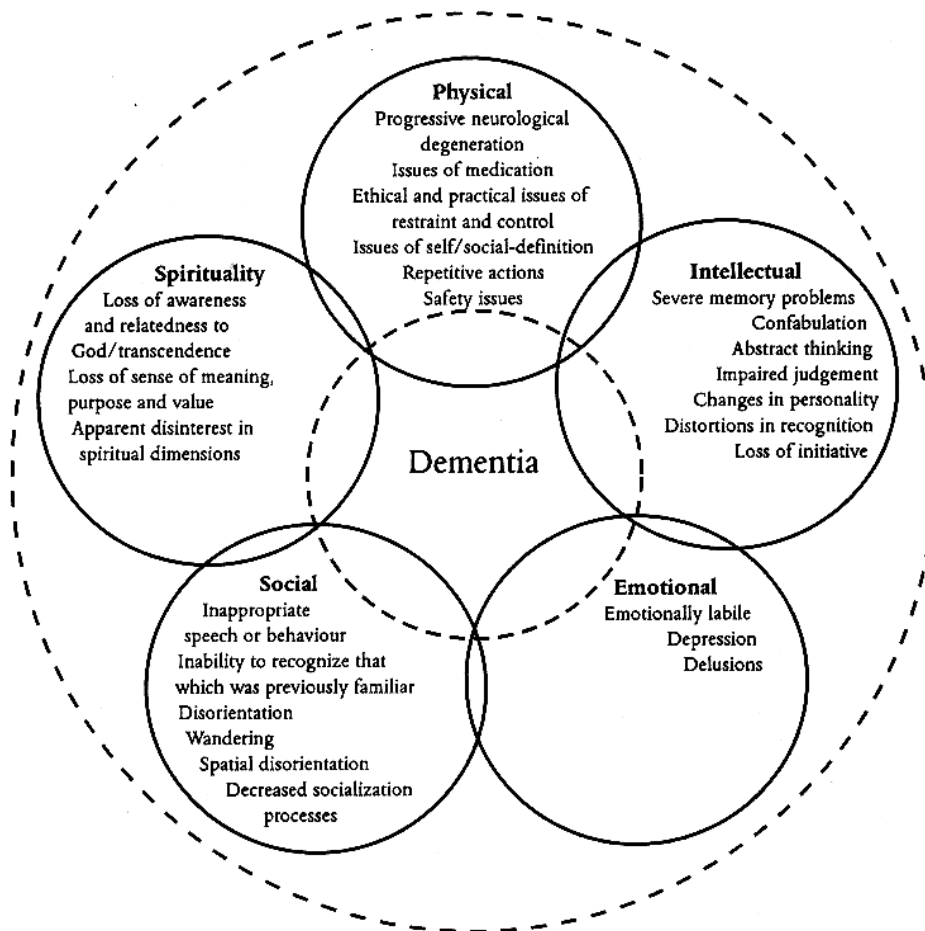 Physical
Progressive neurological
degeneration
Issues of medication
Ethical and practical issues of
restraint and control
Issues of self/social-definition
Repetitive actions
Safety issues
Spirituality
Loss of awareness
and relatedness to
God/transcendence
Loss of sense of meaning,
purpose and value
Apparent disinterest in
spiritual dimensions
Intellectual
Severe memory problems
Confabulation
Abstract thinking
Impaired judgement
Changes in personality
Distortions in recognition
Loss of initiative
Dementia
Social
Inappropriate
speech or behaviour
Inability to recognize that
which was previously familiar
Disorientation
Wandering
Spatial disorientation
Decreased socialization
processes
Emotional
Emotionally labile
Depression
Delusions